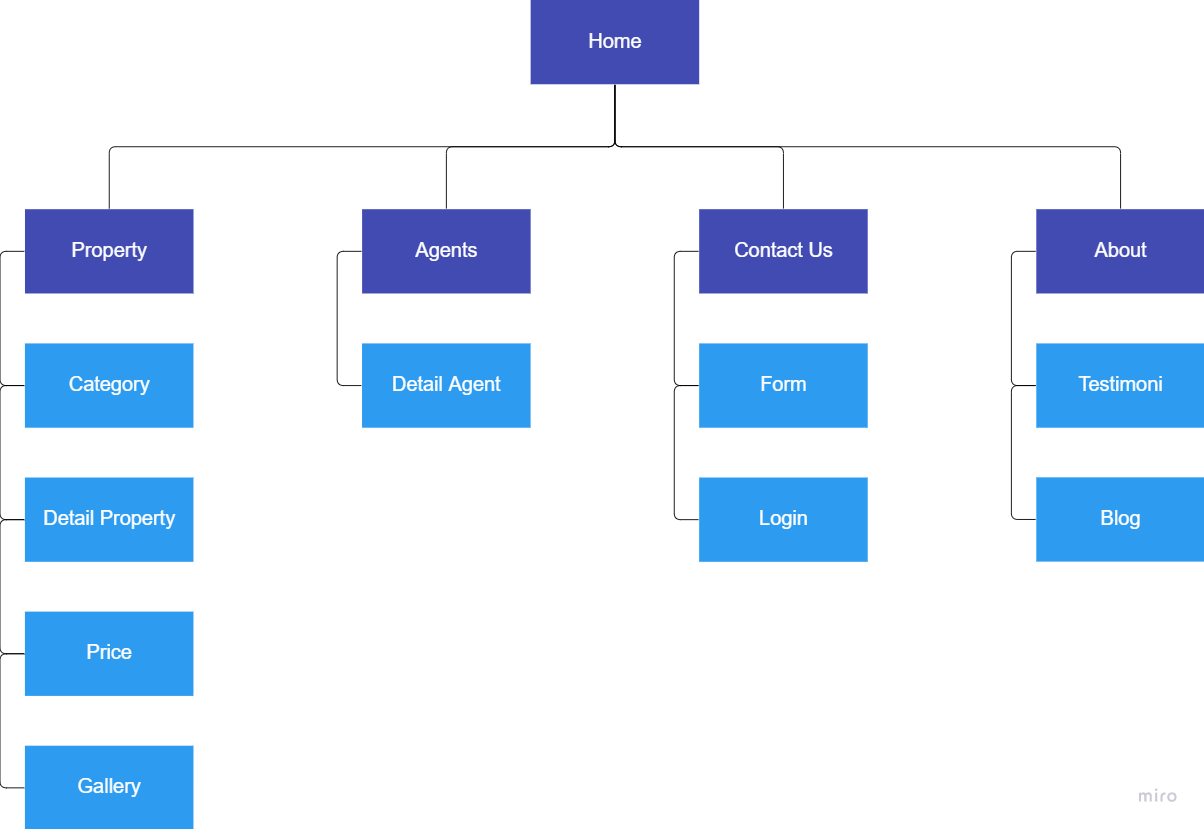 Home
Property
Agents
Contact Us
About
Category
Detail Agent
Form
Testimoni
Detail Property
Login
Blog
Price
Gallery
miro